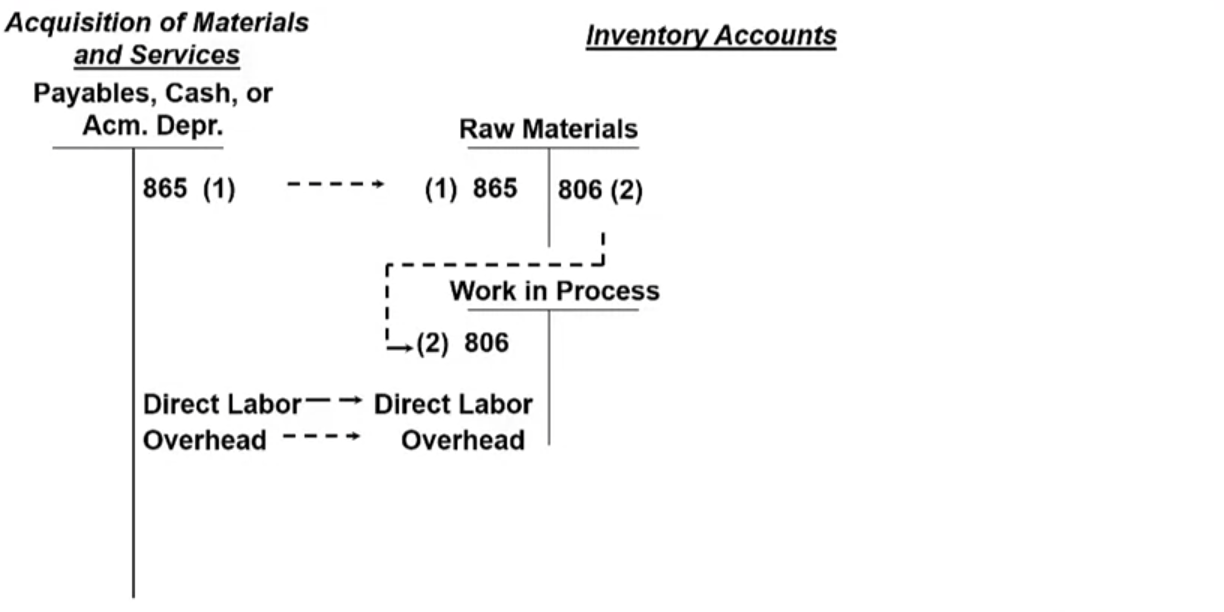 Acquisition of Materials
and Services
Inventory Accounts
Payables, Cash, or
Acm. Depr.
Raw Materials
865 (1)
(1) 865
806 (2)
Work in Process
(2) 806
Direct Labor
Direct Labor
Overhead
Overhead